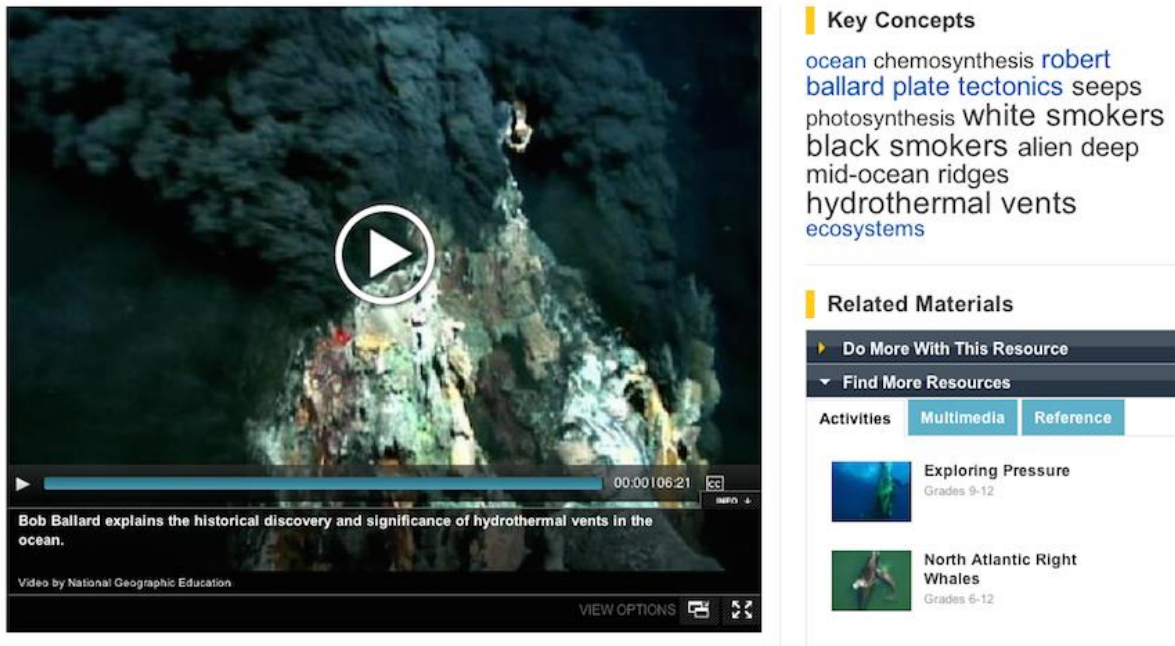 00:00|06:21
CC
INFO
Bob Ballard explains the historical discovery and significance of hydrothermal vents in the
ocean.
Video by National Geographic Education
VIEW OPTIONS
Key Concepts
ocean chemosynthesis robert
ballard plate tectonics seeps
photosynthesis white smokers
black smokers alien deep
mid-ocean ridges
hydrothermal vents
ecosystems
Related Materials
Do More With This Resource
Find More Resources
Activities Multimedia Reference
Exploring Pressure
Grades 9-12
North Atlantic Right
Whales
Grades 6-12